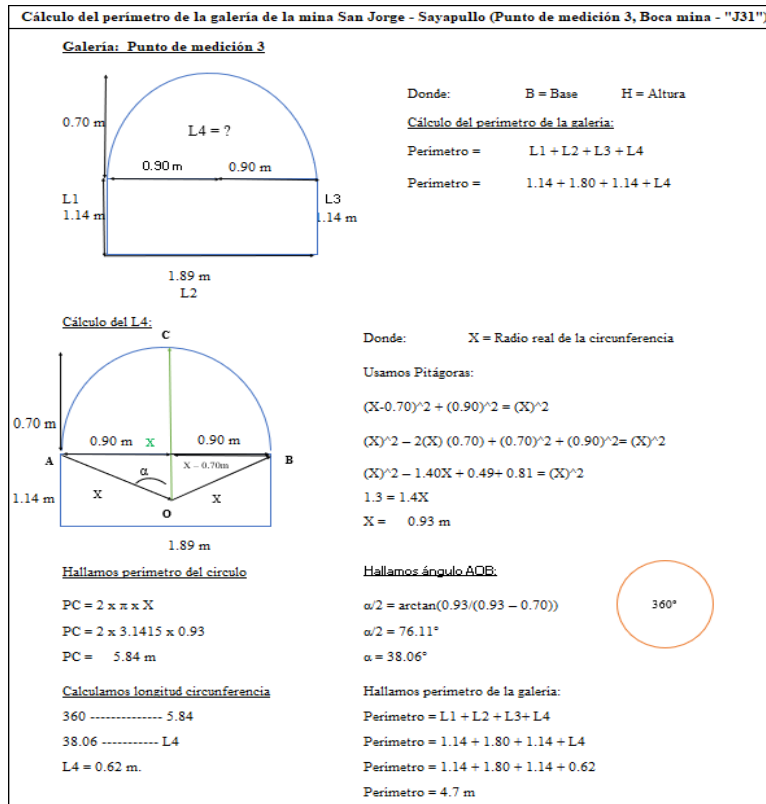 Cálculo del perímetro de la galería de la mina San Jorge - Sayapullo (Punto de medición 3, Boca mina - "J31")
Galería: Punto de medición 3
0.70 m
L4 = ?
0.90 m
0.90 m
L1
1.14 m
L3
1.14 m
1.89 m
L2
Donde: B = Base H = Altura
Cálculo del perimetro de la galeria:
Perimetro = L1 + L2 + L3 + L4
Perimetro = 1.14 + 1.80 + 1.14 + L4
Cálculo del L4:
C
0.70 m
0.90 m
X
0.90 m
A
B
α
X – 0.70m
1.14 m
X
X
O
1.89 m
Donde: X = Radio real de la circunferencia
Usamos Pitágoras:
(X-0.70)^2 + (0.90)^2 = (X)^2
(X)^2 – 2(X) (0.70) + (0.70)^2 + (0.90)^2= (X)^2
(X)^2 – 1.40X + 0.49+ 0.81 = (X)^2
1.3 = 1.4X
X = 0.93 m
Hallamos perimetro del circulo
PC = 2 x π x X
PC = 2 x 3.1415 x 0.93
PC = 5.84 m
Hallamos ángulo AOB:
α/2 = arctan(0.93/(0.93 – 0.70))
α/2 = 76.11°
α = 38.06°
360°
Calculamos longitud circunferencia
360 -------------- 5.84
38.06 ----------- L4
L4 = 0.62 m.
Hallamos perimetro de la galeria:
Perimetro = L1 + L2 + L3+ L4
Perimetro = 1.14 + 1.80 + 1.14 + L4
Perimetro = 1.14 + 1.80 + 1.14 + 0.62
Perimetro = 4.7 m